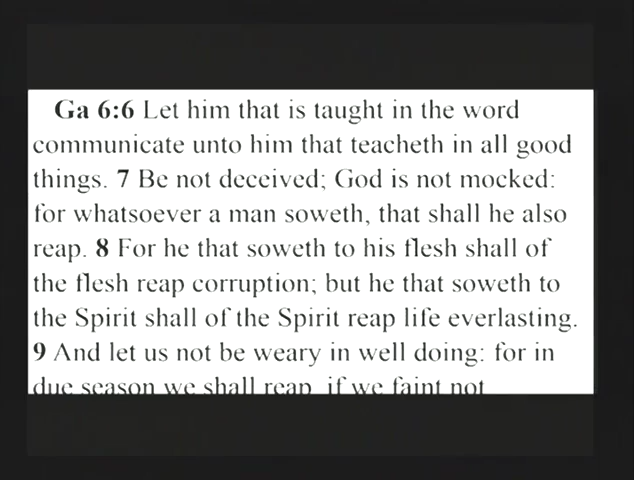 Ga 6:6 Let him that is taught in the word
communicate unto him that teacheth in all good
things. 7 Be not deceived; God is not mocked:
for whatsoever a man soweth, that shall he also
reap. 8 For he that soweth to his flesh shall of
the flesh reap corruption; but he that soweth to
the Spirit shall of the Spirit reap life everlasting.
9 And let us not be weary in well doing: for in
due season we shall reap, if we faint not